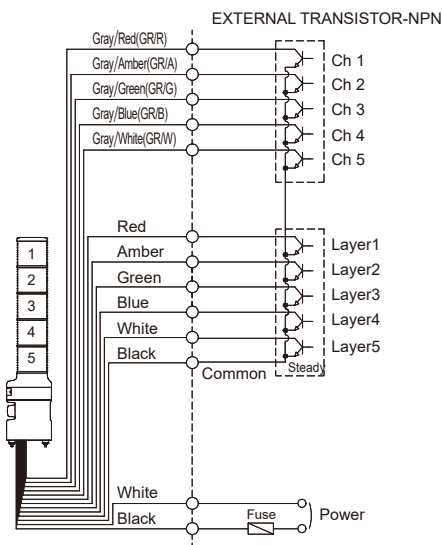 EXTERNAL TRANSISTOR-NPN
Gray/Red(GR/R)
Ch 1
Gray/Amber(GR/A)
Ch 2
Gray/Green(GR/G)
Ch 3
Gray/Blue(GR/B)
Ch 4
Gray/White(GR/W)
Ch 5
Red
Layer1
Amber
Layer2
Green
Layer3
Blue
Layer4
White
Layer5
Black
Common
Steady
1
2
3
4
5
White
Black
Fuse
Power